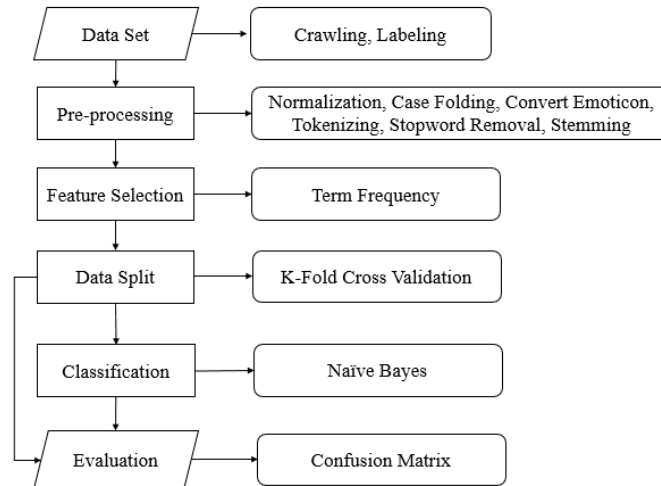 Data Set
Crawling, Labeling
Pre-processing
Normalization, Case Folding, Convert Emoticon,
Tokenizing, Stopword Removal, Stemming
Feature Selection
Term Frequency
Data Split
K-Fold Cross Validation
Classification
Naïve Bayes
Evaluation
Confusion Matrix